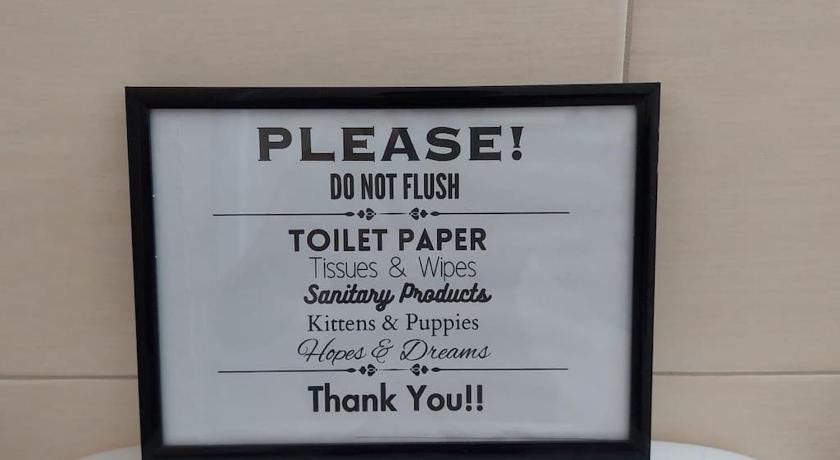 PLEASE!
DO NOT FLUSH
TOILET PAPER
Tissues & Wipes
Sanitary Products
Kittens & Puppies
Hopes & Dreams
Thank You!!